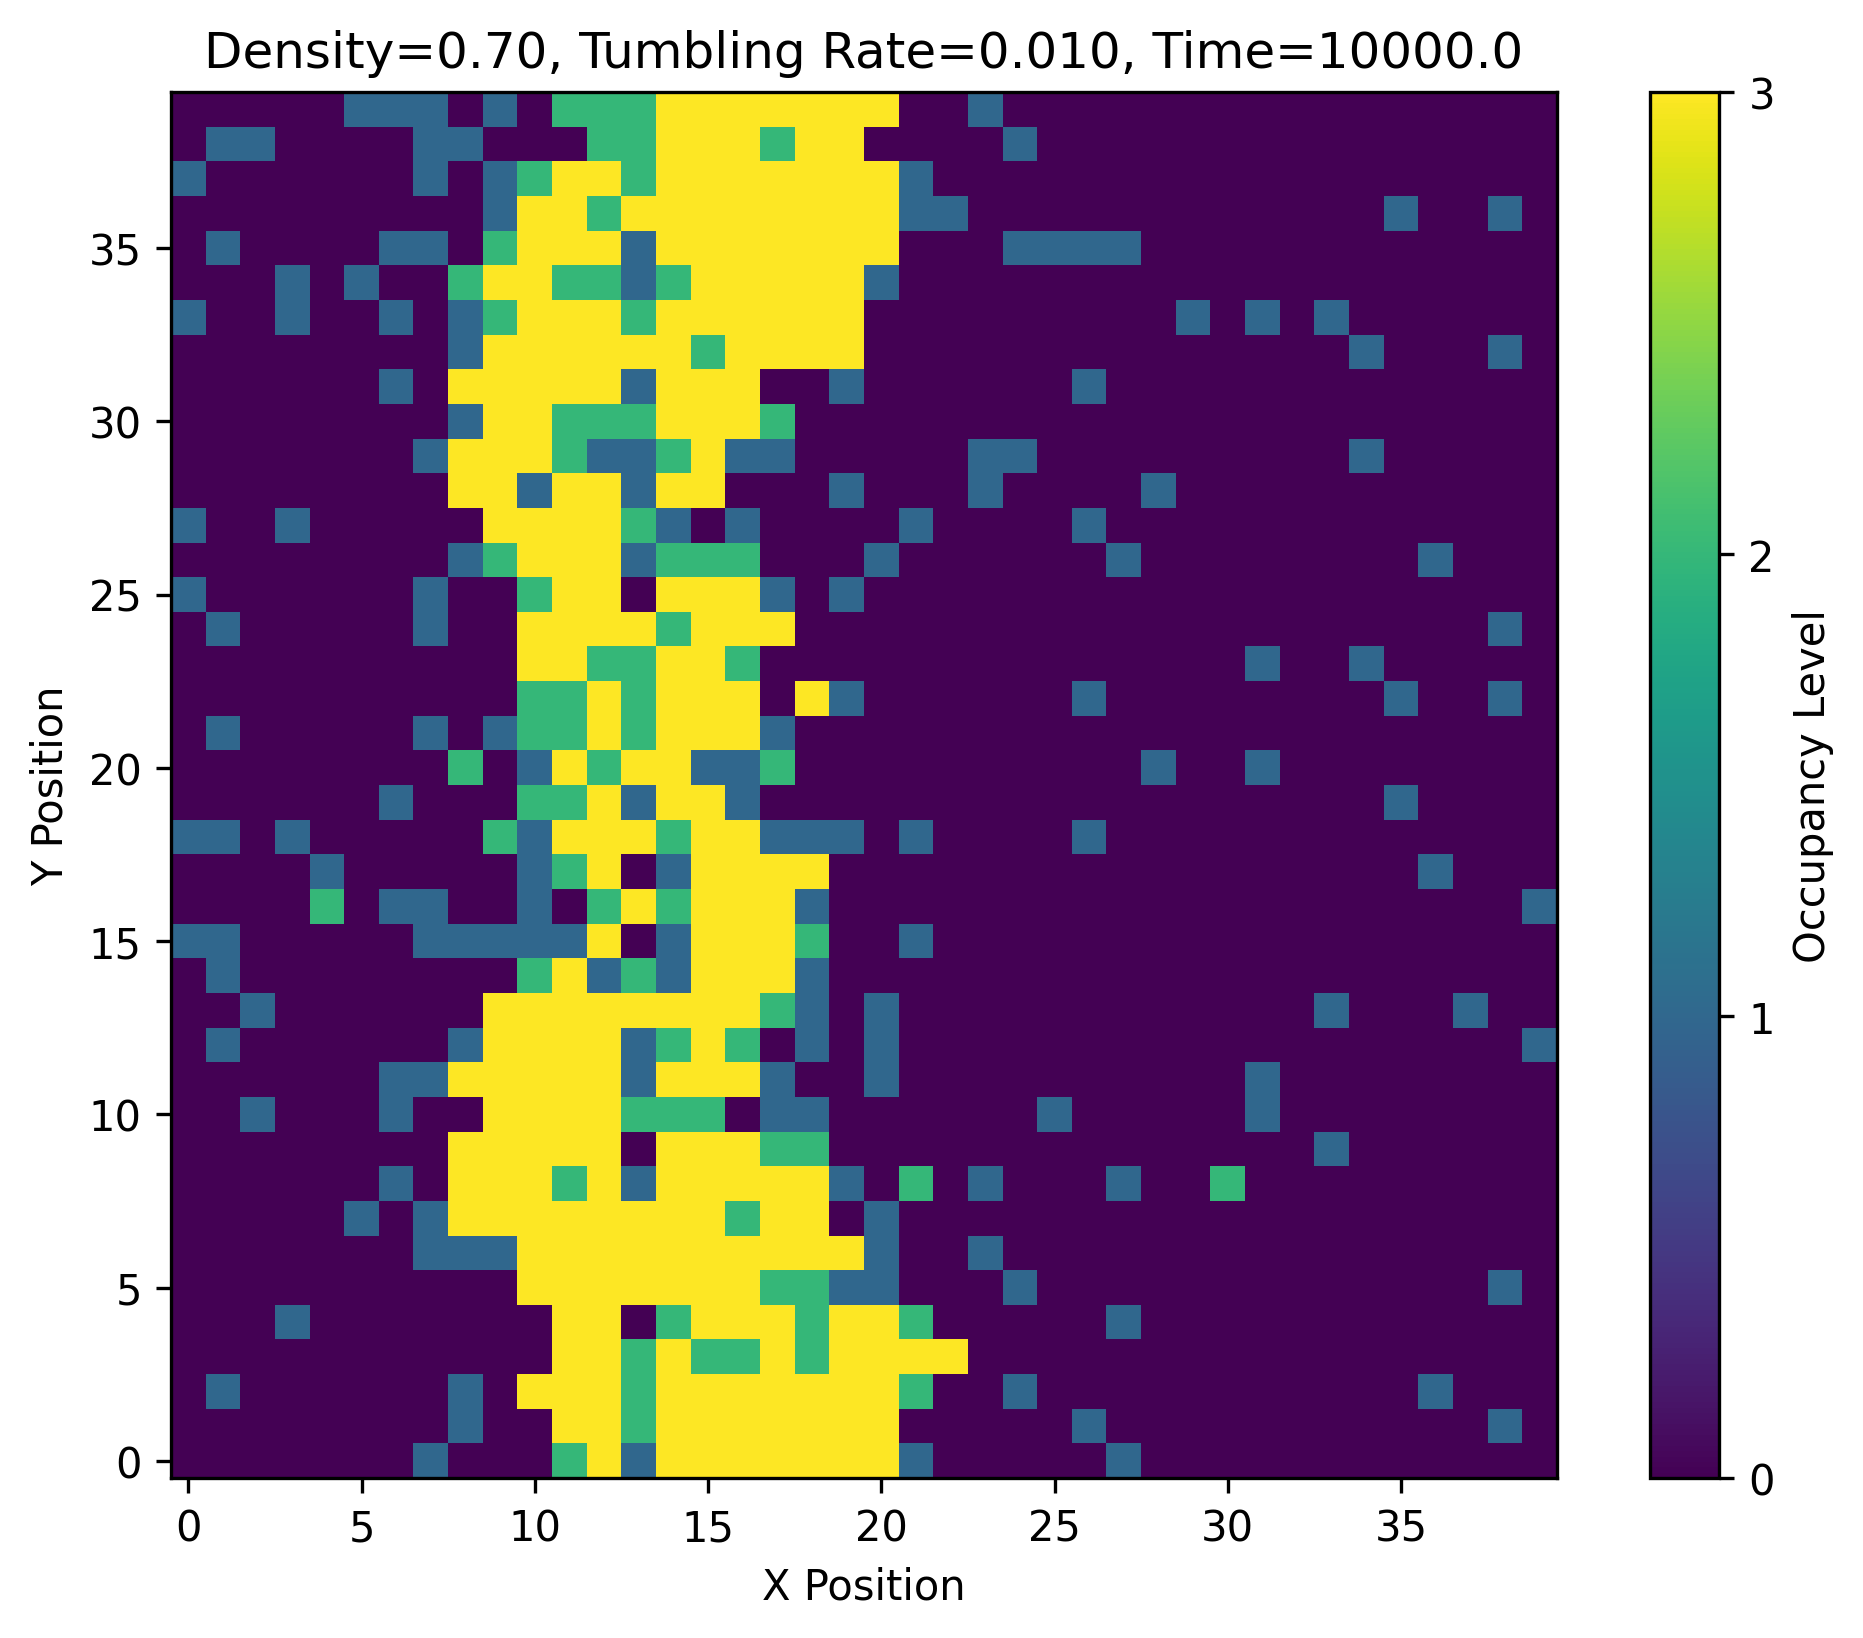 Density=0.70, Tumbling Rate=0.010, Time=10000.0
35
30
25
20
15
10
5
0
Y Position
0 5 10 15 20 25 30 35
X Position
3
2
1
0
Occupancy Level